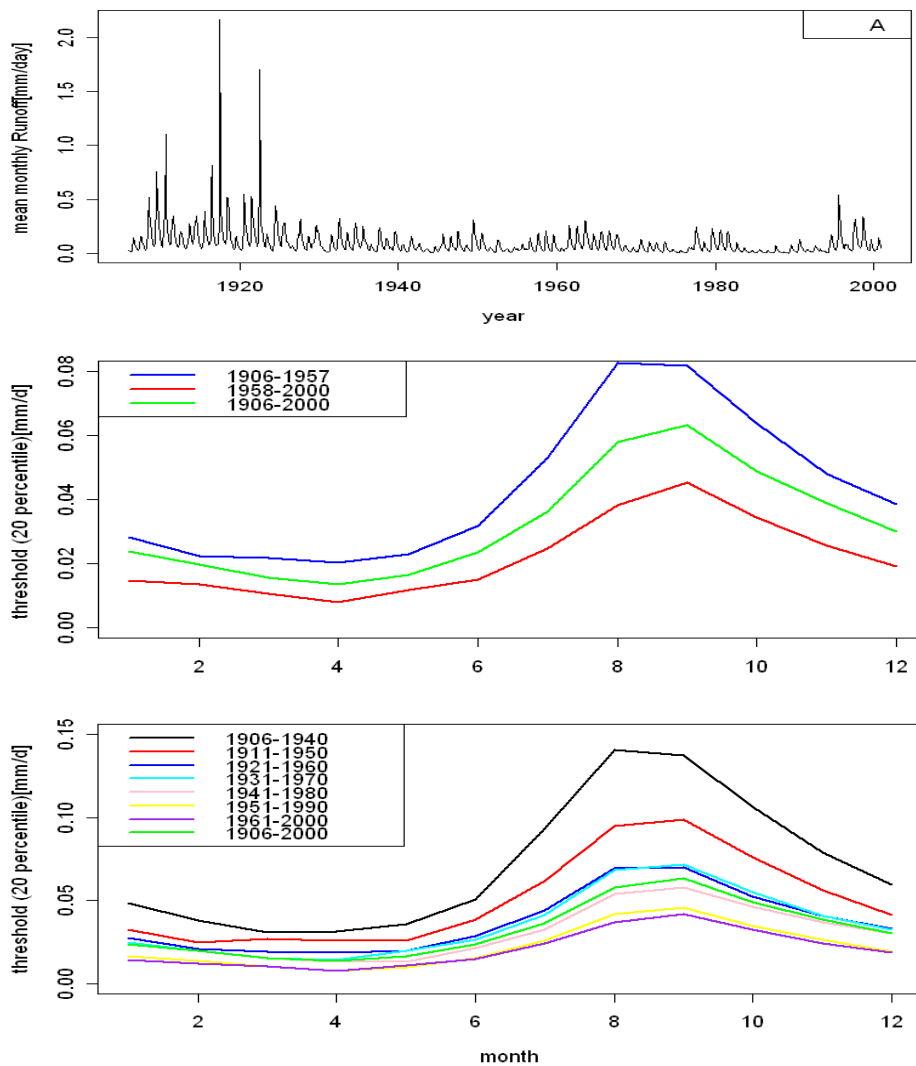 A
mean monthly Runoff[mm/day]
2.0
1.5
1.0
0.5
0.0
1920 1940 1960 1980 2000
year
1906-1957
1958-2000
1906-2000
threshold (20 percentile)[mm/d]
0.08
0.06
0.04
0.02
0.00
2 4 6 8 10 12
1906-1940
1911-1950
1921-1960
1931-1970
1941-1980
1951-1990
1961-2000
1906-2000
threshold (20 percentile)[mm/d]
0.15
0.10
0.05
0.00
2 4 6 8 10 12
month